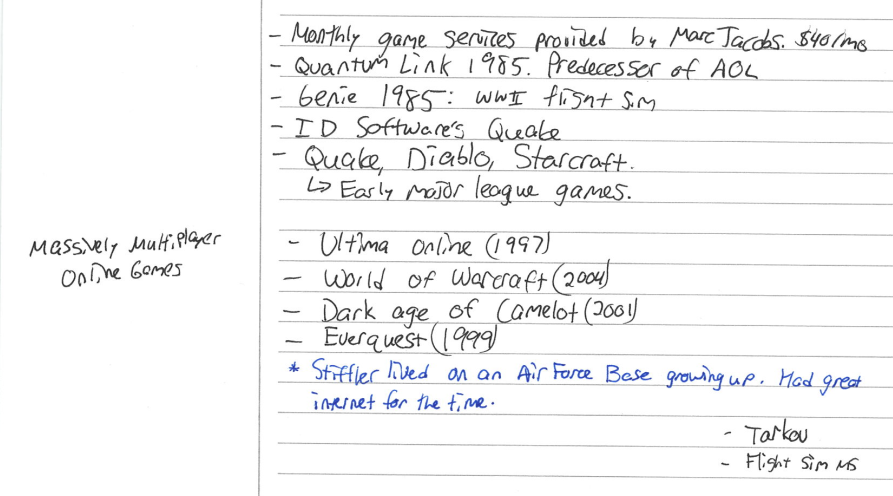 - Monthly game services provided by Marc Jacobs. $40/mo
- Quantum Link 1985. Predecessor of AOL
- Genie 1985: WWII flight sim
- ID Software's Quake
- Quake, Diablo, Starcraft.
↳ Early major league games.
Massively Multiplayer
Online Games
- Ultima online (1997)
- World of Warcraft (2004)
- Dark age of Camelot (2001)
- Everquest (1999)
* Stiffler lived on an Air Force Base growing up. Had great
internet for the time.
- Tarkov
- Flight Sim MS